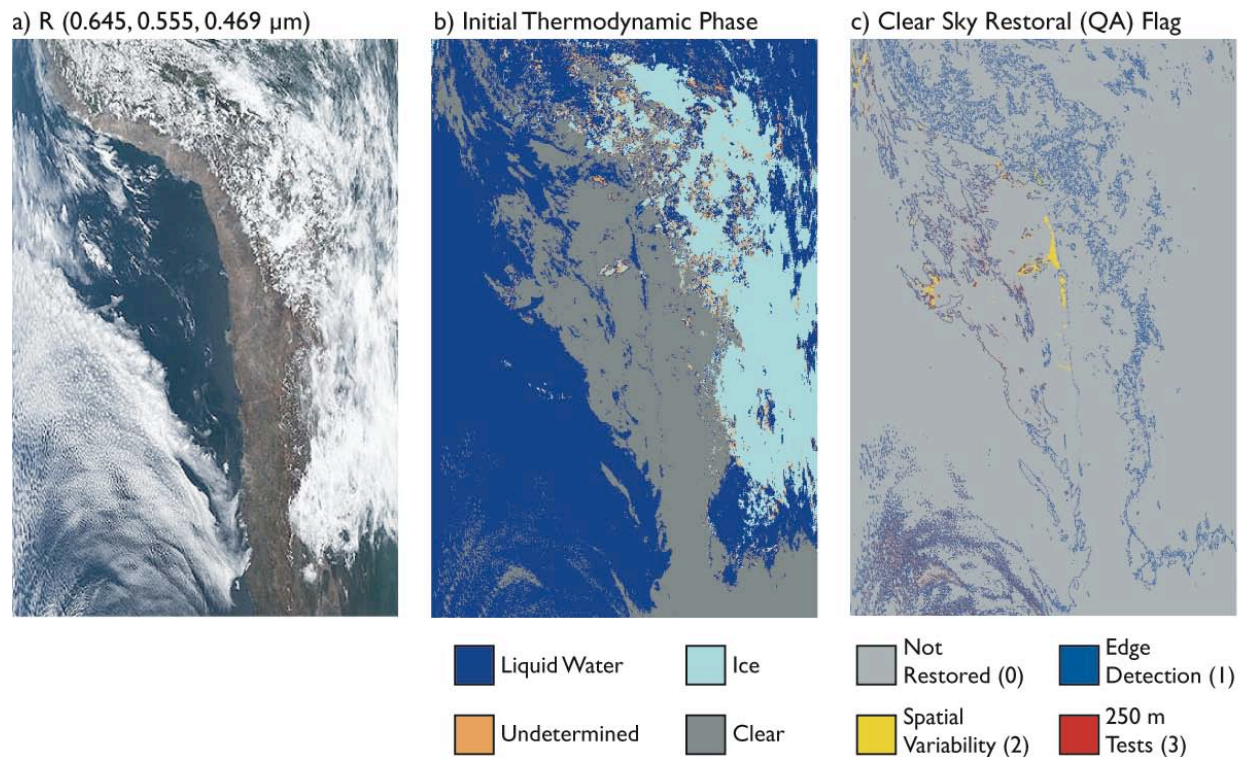 a) R (0.645, 0.555, 0.469 µm)
b) Initial Thermodynamic Phase
c) Clear Sky Restoral (QA) Flag
Liquid Water
Ice
Undetermined
Clear
Not
Restored (0)
Edge
Detection (1)
Spatial
Variability (2)
250 m
Tests (3)